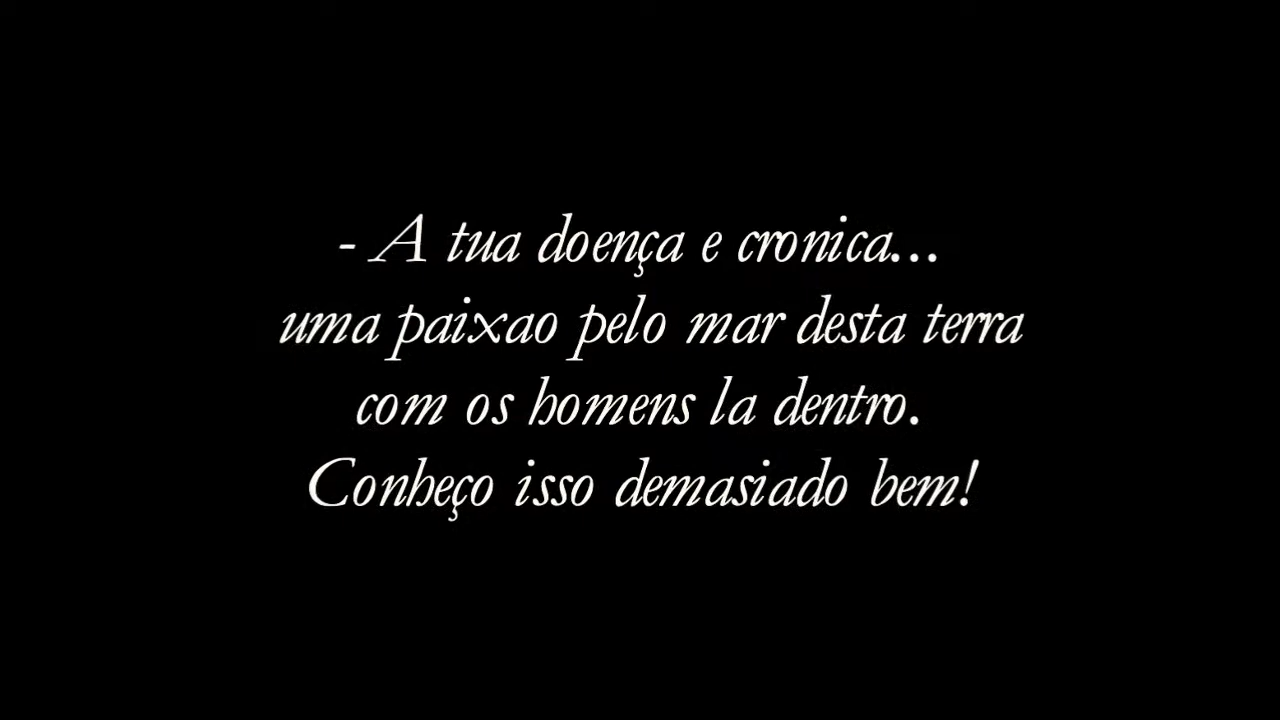 - A tua doença e cronica...
uma paixao pelo mar desta terra
com os homens la dentro.
Conheço isso demasiado bem!